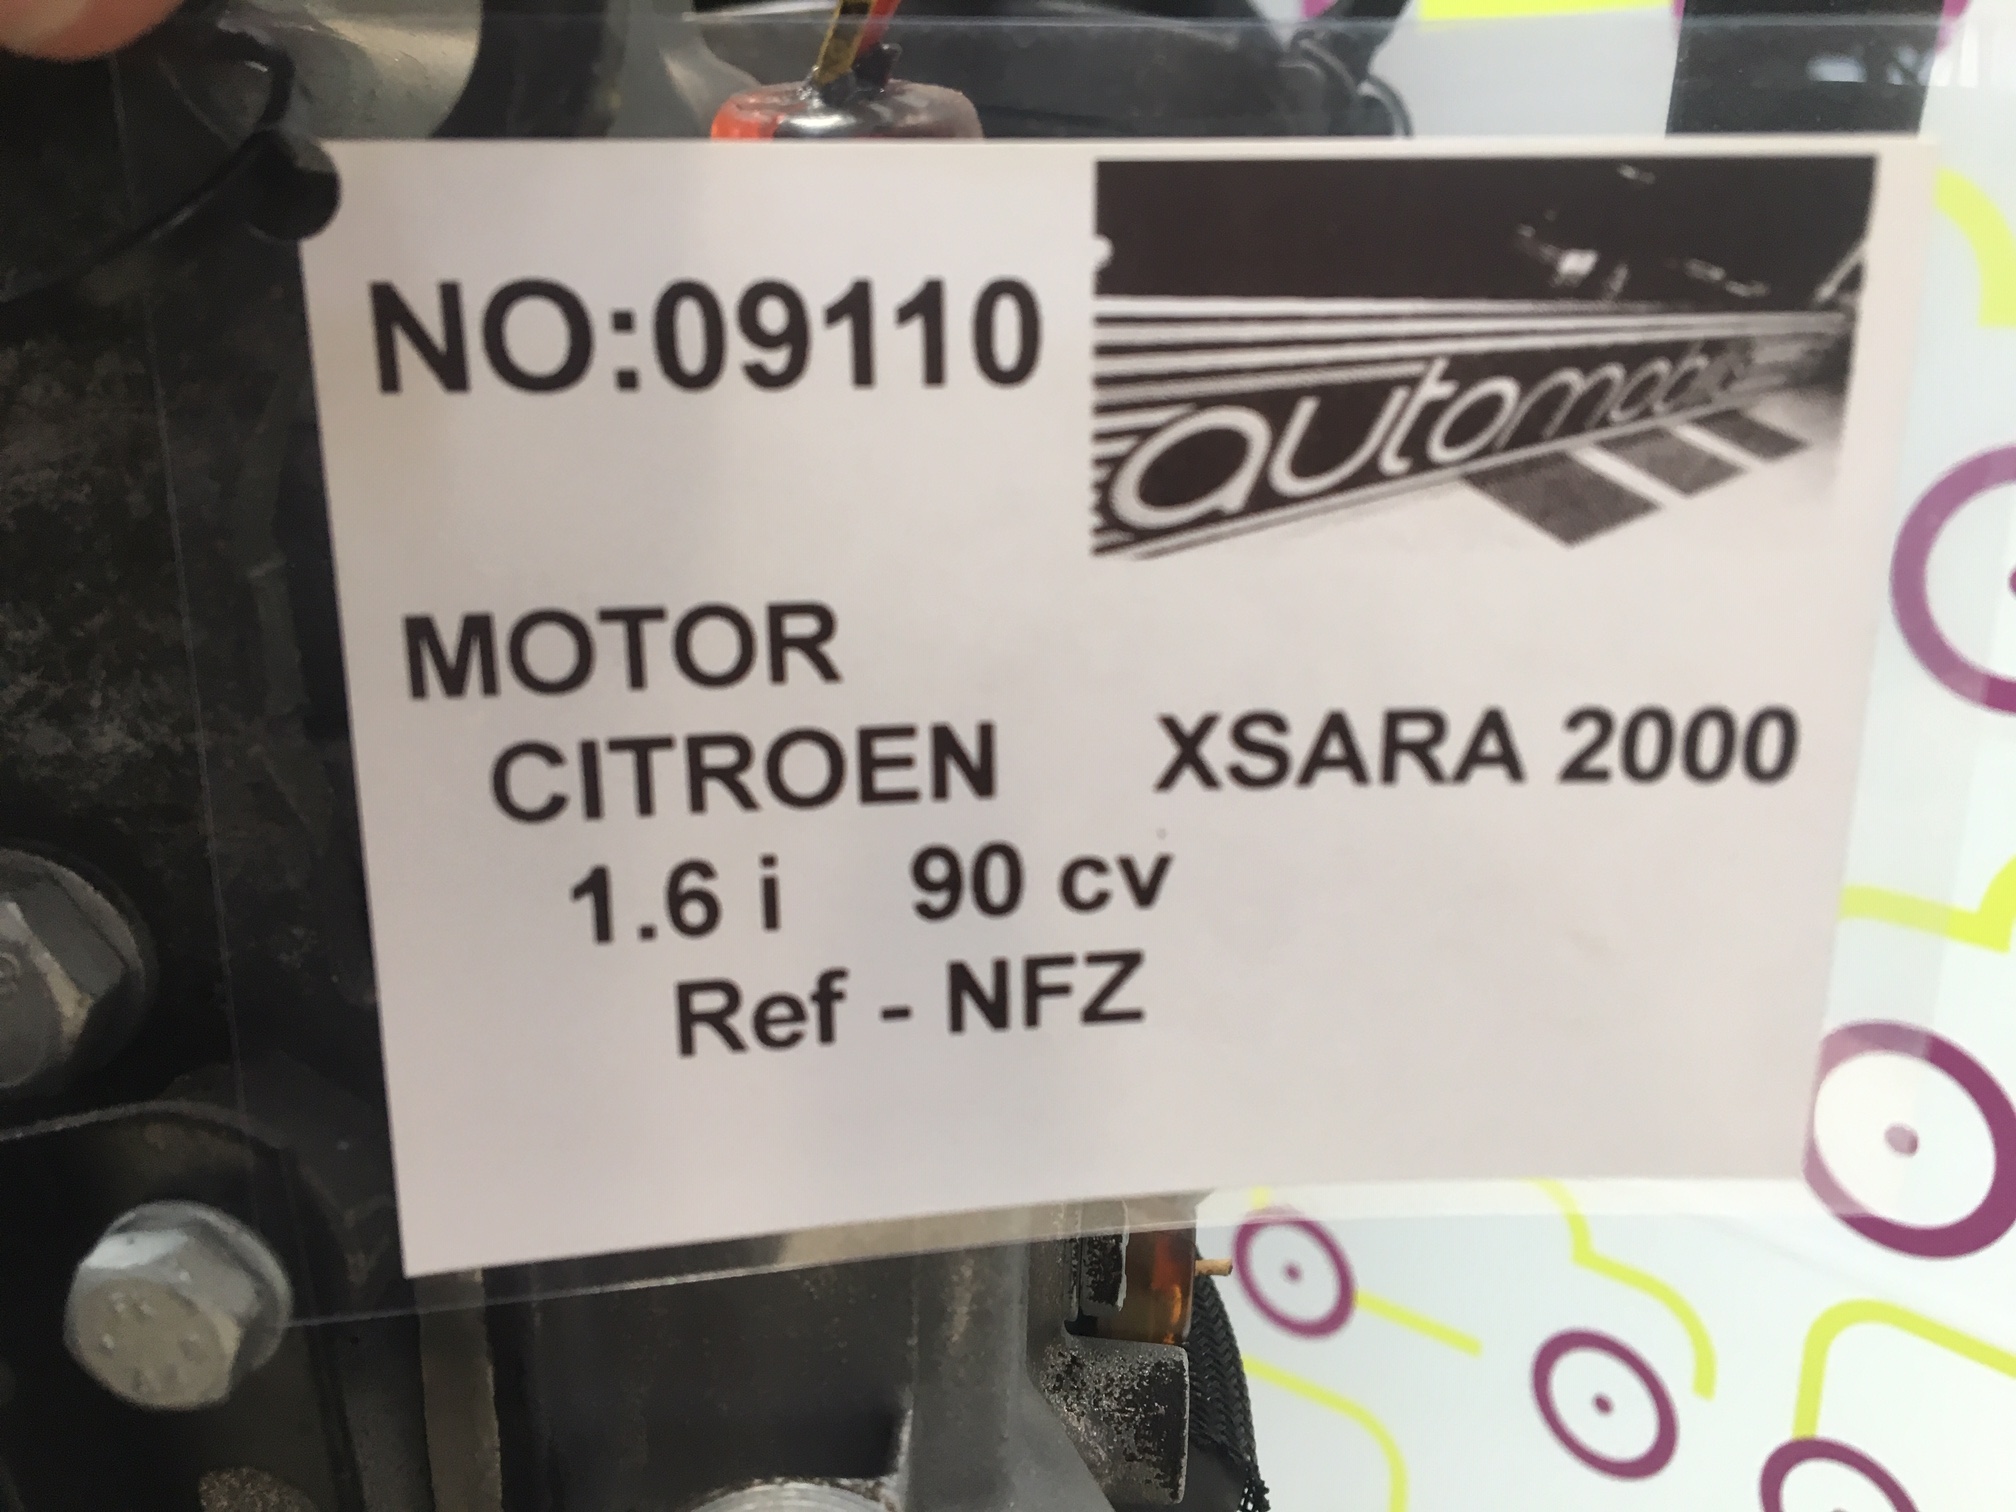 NO:09110
MOTOR
CITROEN XSARA 2000
1.6 i 90 cv
Ref - NFZ